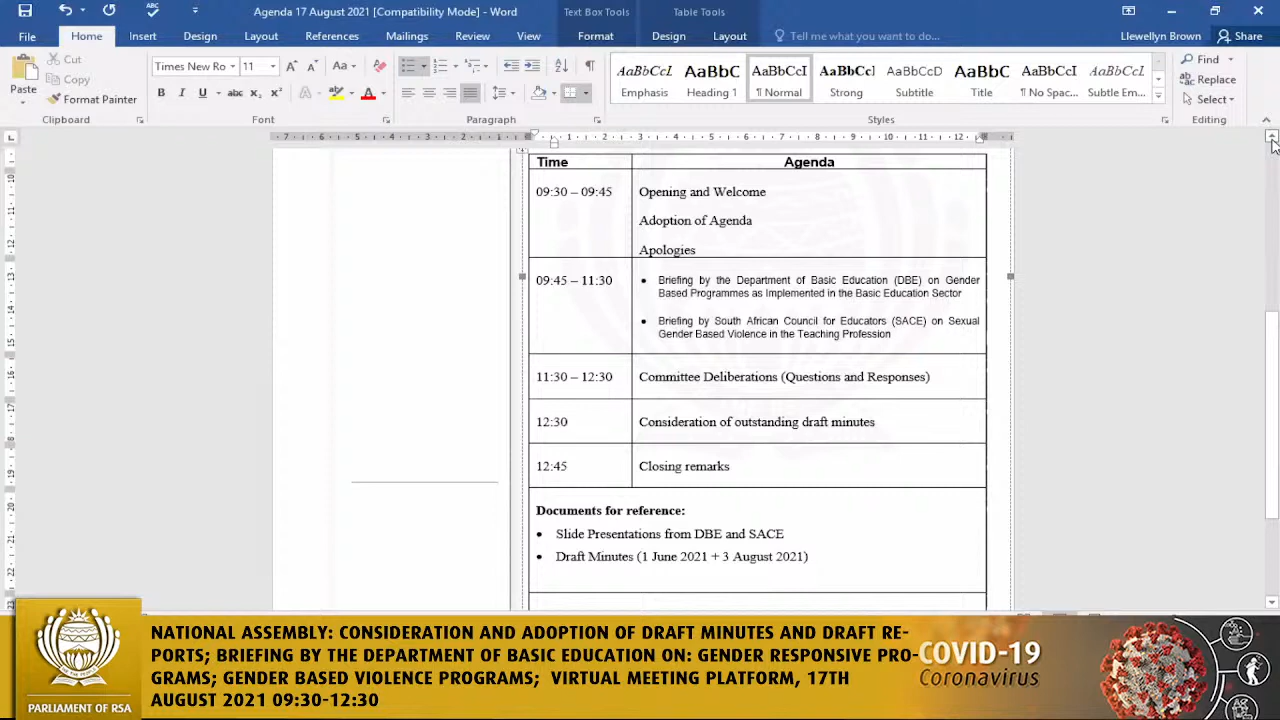 Agenda 17 August 2021 [Compatibility Mode] - Word
Text Box Tools
Table Tools
File
Home
Insert
Design
Layout
References
Mailings
Review
View
Format
Design
Layout
Tell me what you want to do...
Llewellyn Brown
Share
Paste
Cut
Copy
Format Painter
Clipboard
Times New Ro
11
Font
Paragraph
AaBbCcL
Emphasis
AaBbC
Heading 1
AaBbCcI
¶ Normal
AaBbCcl
Strong
AaBbCcD
Subtitle
AaBbC
Title
AaBbCcI
¶ No Spac...
AaBbCcL
Subtle Em...
Styles
Find
Replace
Select
Editing
Time Agenda
09:30 – 09:45 Opening and Welcome
Adoption of Agenda
Apologies
09:45 – 11:30 • Briefing by the Department of Basic Education (DBE) on Gender
Based Programmes as Implemented in the Basic Education Sector
• Briefing by South African Council for Educators (SACE) on Sexual
Gender Based Violence in the Teaching Profession
11:30 – 12:30 Committee Deliberations (Questions and Responses)
12:30 Consideration of outstanding draft minutes
12:45 Closing remarks
Documents for reference:
• Slide Presentations from DBE and SACE
• Draft Minutes (1 June 2021 + 3 August 2021)
PARLIAMENT OF RSA
NATIONAL ASSEMBLY: CONSIDERATION AND ADOPTION OF DRAFT MINUTES AND DRAFT RE-
PORTS; BRIEFING BY THE DEPARTMENT OF BASIC EDUCATION ON: GENDER RESPONSIVE PRO-
GRAMS; GENDER BASED VIOLENCE PROGRAMS; VIRTUAL MEETING PLATFORM, 17TH
AUGUST 2021 09:30-12:30
COVID-19
Coronavirus